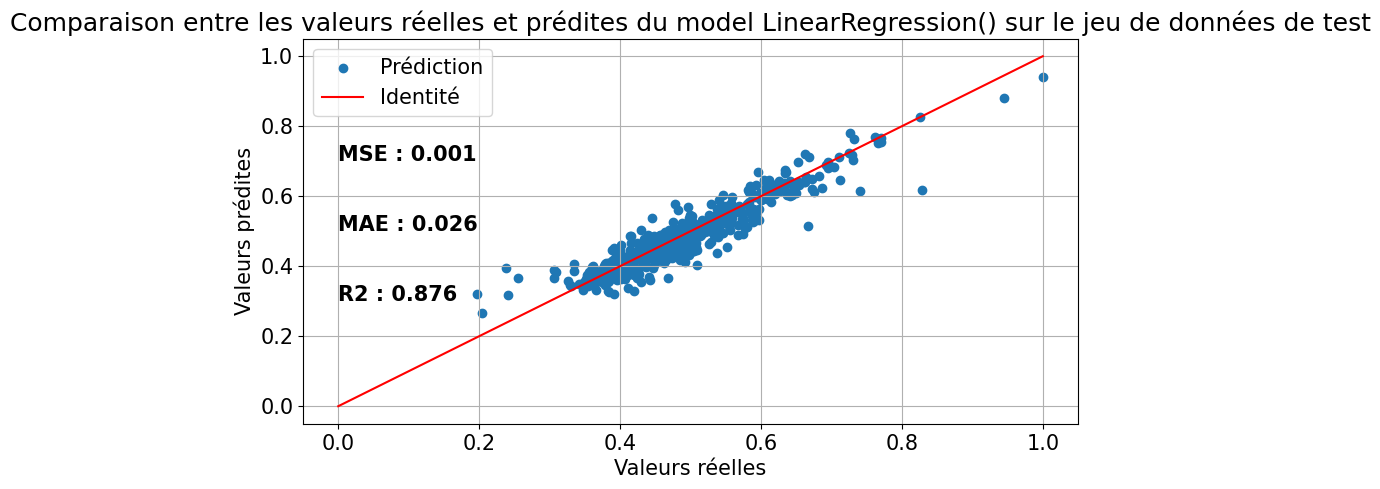 Comparaison entre les valeurs réelles et prédites du model LinearRegression() sur le jeu de données de test
Prédiction
Identité
MSE : 0.001
MAE : 0.026
R2 : 0.876
Valeurs prédites
1.0
0.8
0.6
0.4
0.2
0.0
0.0 0.2 0.4 0.6 0.8 1.0
Valeurs réelles